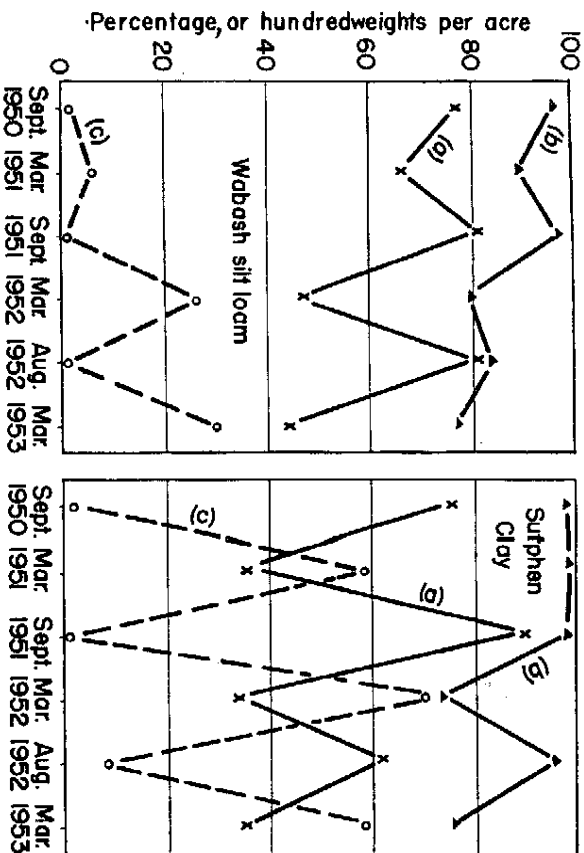 ·Percentage, or hundredweights per acre
100
80
60
40
20
0
(b)
(a)
(c)
Wabash silt loam
Sept. 1950
Mar. 1951
Sept. 1951
Mar. 1952
Aug. 1952
Mar. 1953
Sutphen
Clay
(c)
(a)
(b)
Sept. 1950
Mar. 1951
Sept. 1951
Mar. 1952
Aug. 1952
Mar. 1953